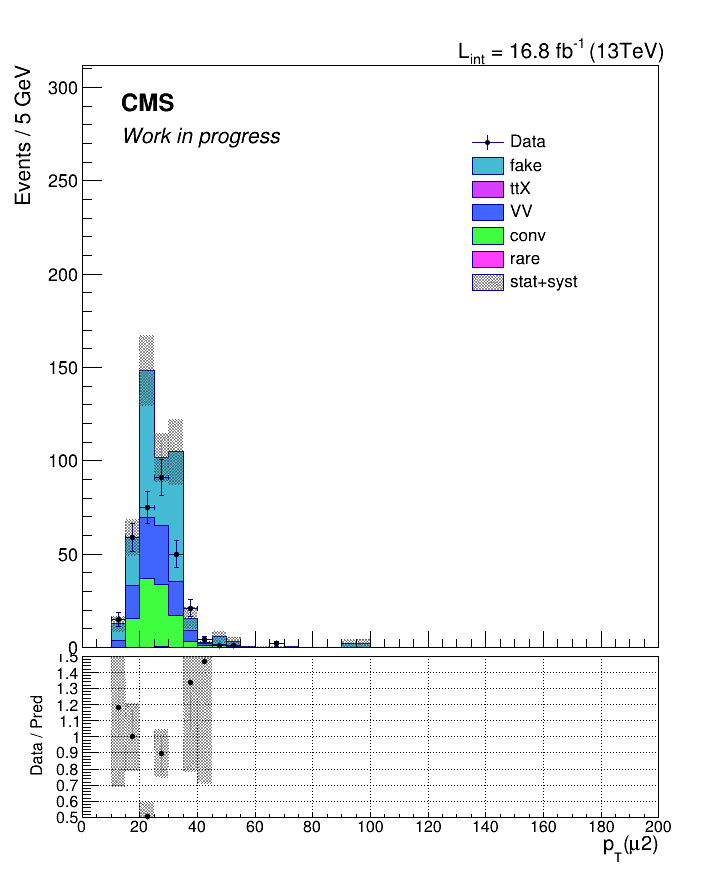 L_int = 16.8 fb^-1 (13TeV)
Events / 5 GeV
300
250
200
150
100
50
0
CMS
Work in progress
Data
fake
ttX
VV
conv
rare
stat+syst
Data / Pred
1.5
1.4
1.3
1.2
1.1
1
0.9
0.8
0.7
0.6
0.5
0 20 40 60 80 100 120 140 160 180 200
p_T(μ2)